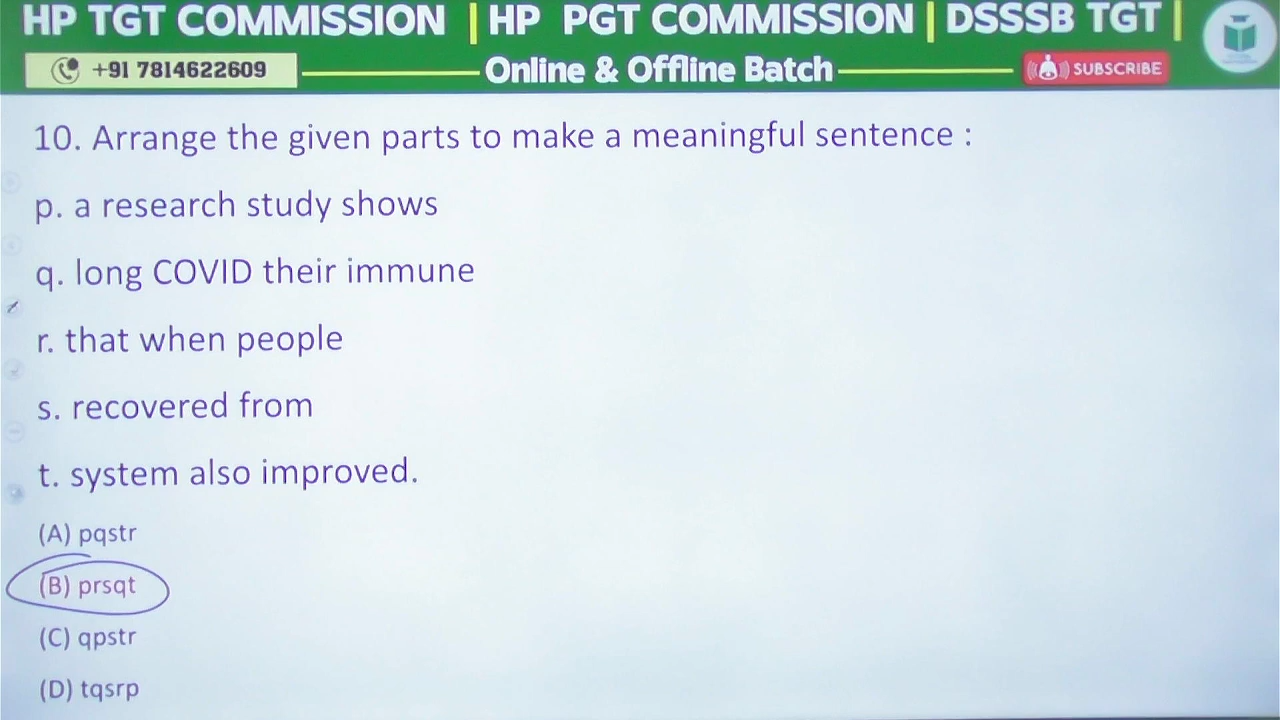 HP TGT COMMISSION | HP PGT COMMISSION | DSSSB TGT |
+91 7814622609 Online & Offline Batch SUBSCRIBE
10. Arrange the given parts to make a meaningful sentence :
p. a research study shows
q. long COVID their immune
r. that when people
s. recovered from
t. system also improved.
(A) pqstr
(B) prsqt
(C) qpstr
(D) tqsrp